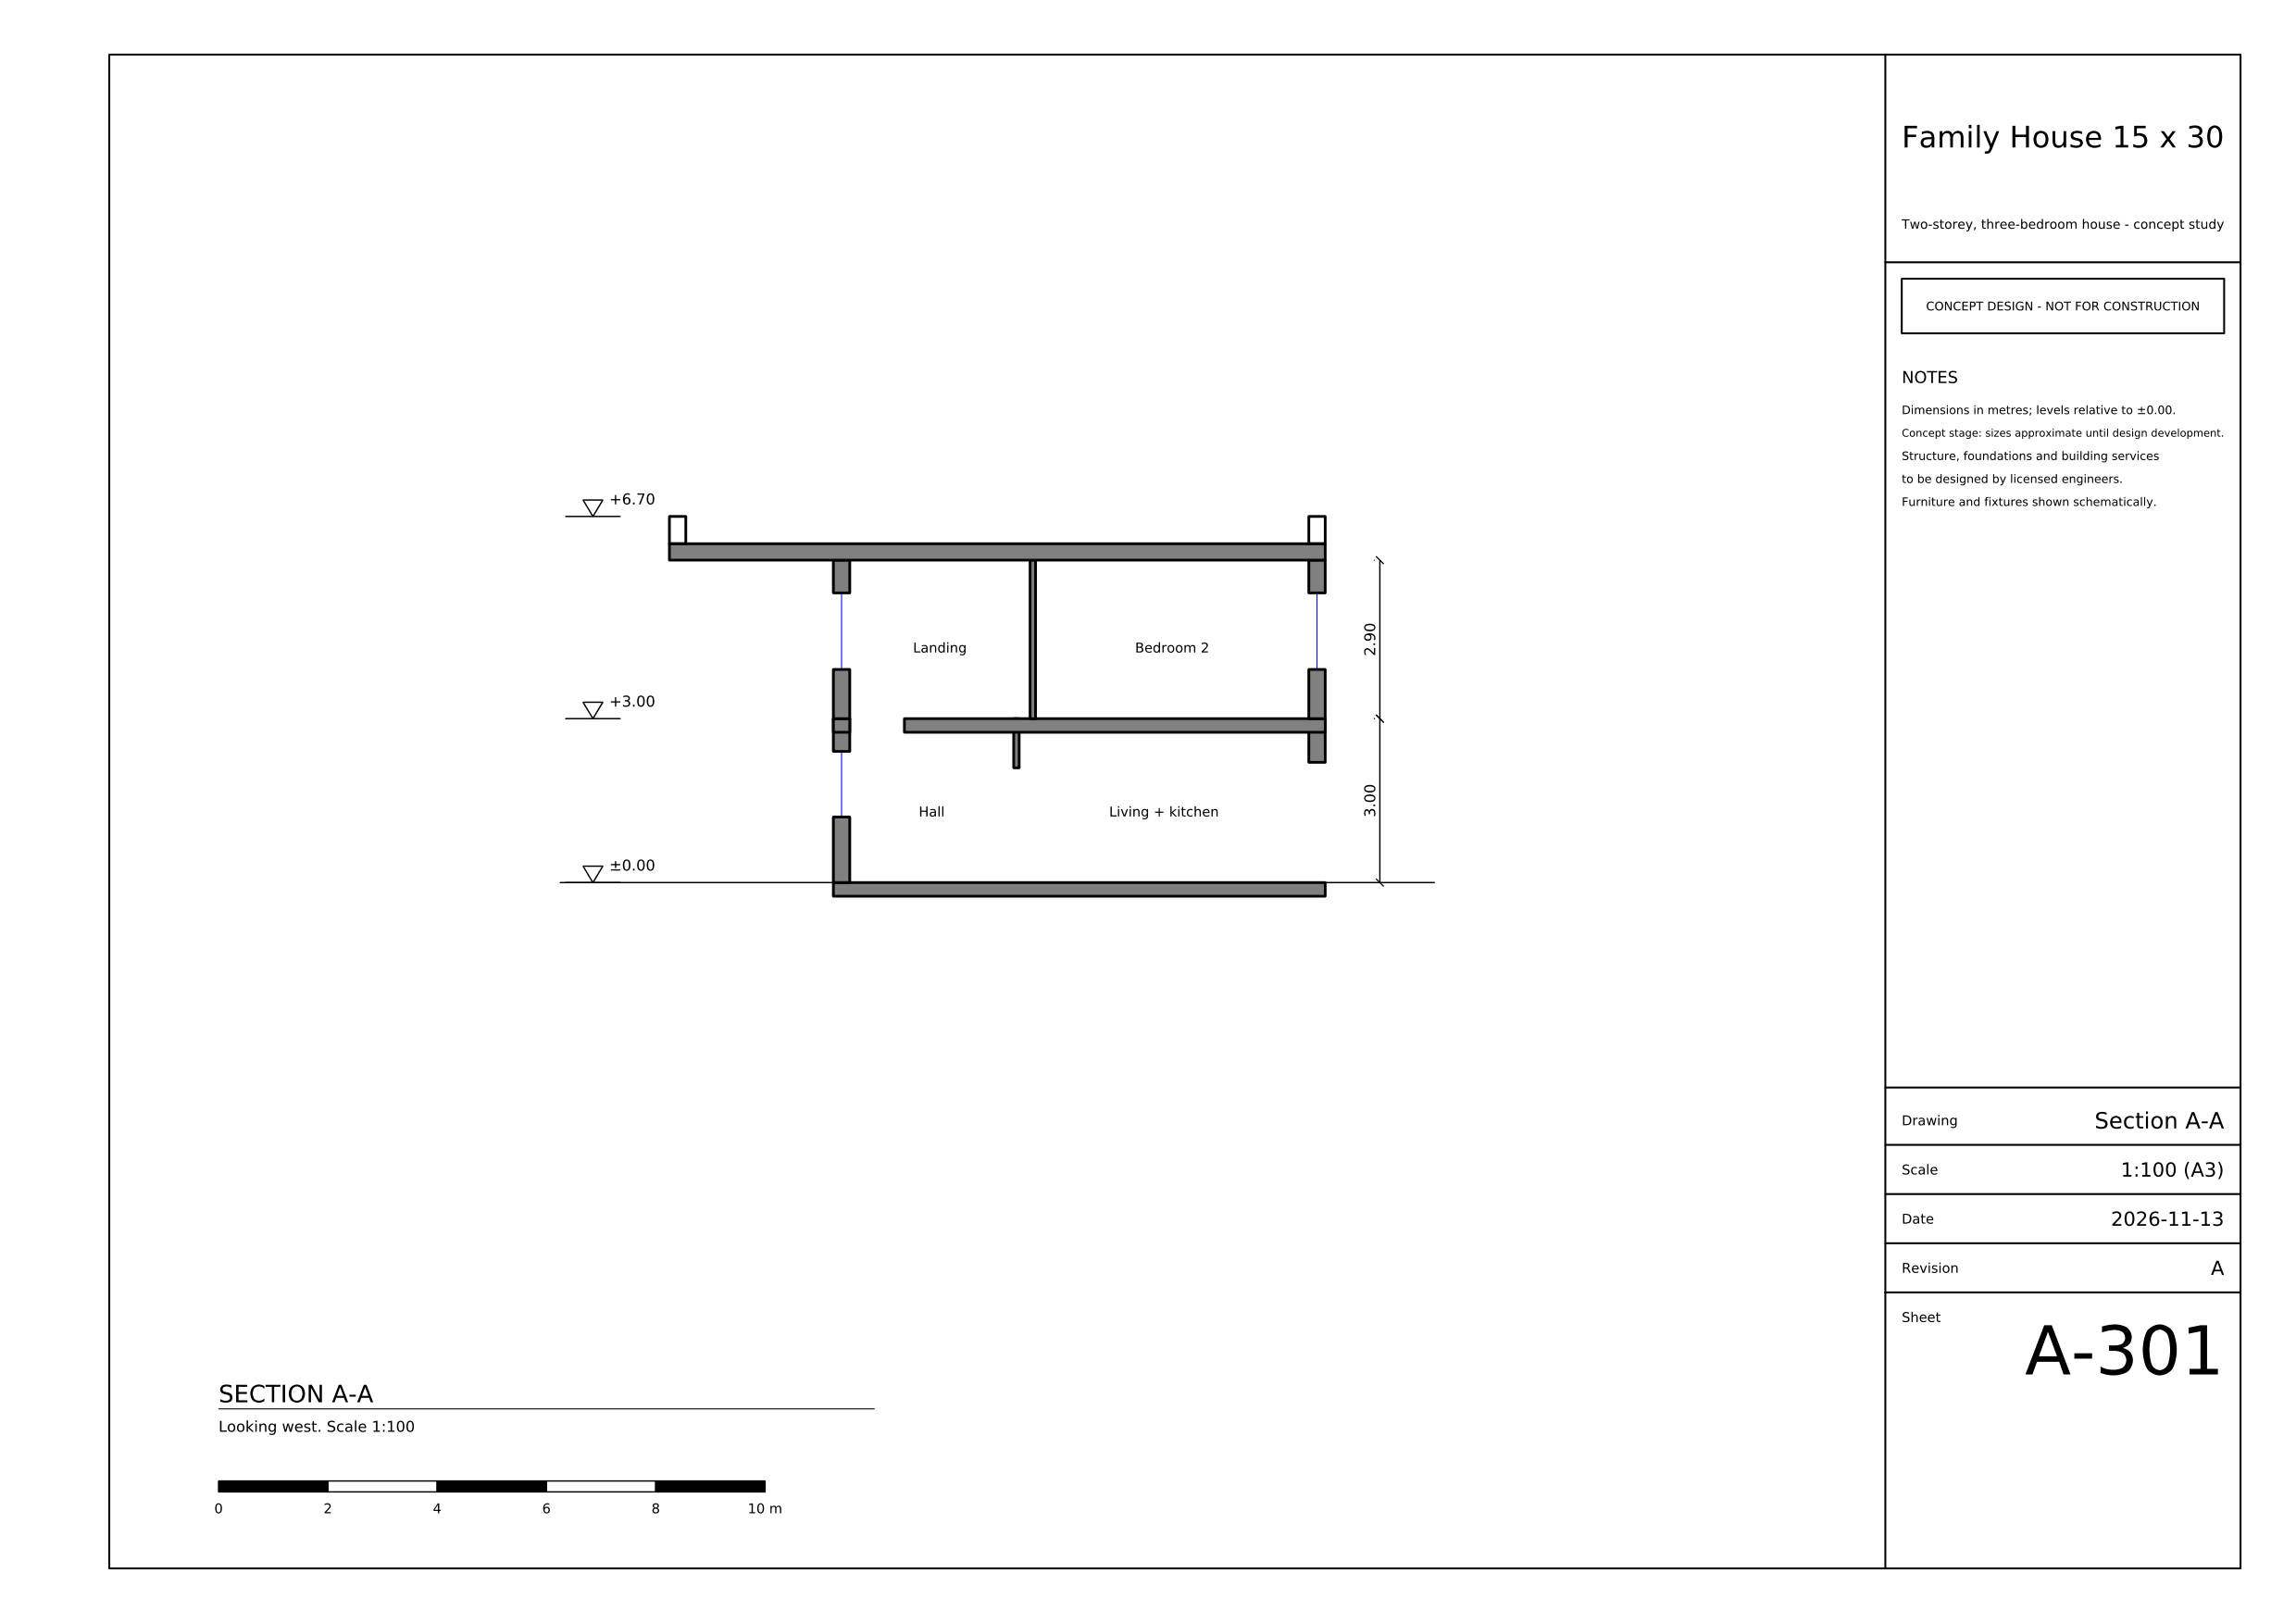 Family House 15 x 30
Two-storey, three-bedroom house - concept study
CONCEPT DESIGN - NOT FOR CONSTRUCTION
NOTES
Dimensions in metres; levels relative to ±0.00.
Concept stage: sizes approximate until design development.
Structure, foundations and building services
to be designed by licensed engineers.
Furniture and fixtures shown schematically.
+6.70
Landing
Bedroom 2
2.90
+3.00
Hall
Living + kitchen
3.00
±0.00
Drawing Section A-A
Scale 1:100 (A3)
Date 2026-11-13
Revision A
Sheet A-301
SECTION A-A
Looking west. Scale 1:100
0 2 4 6 8 10 m